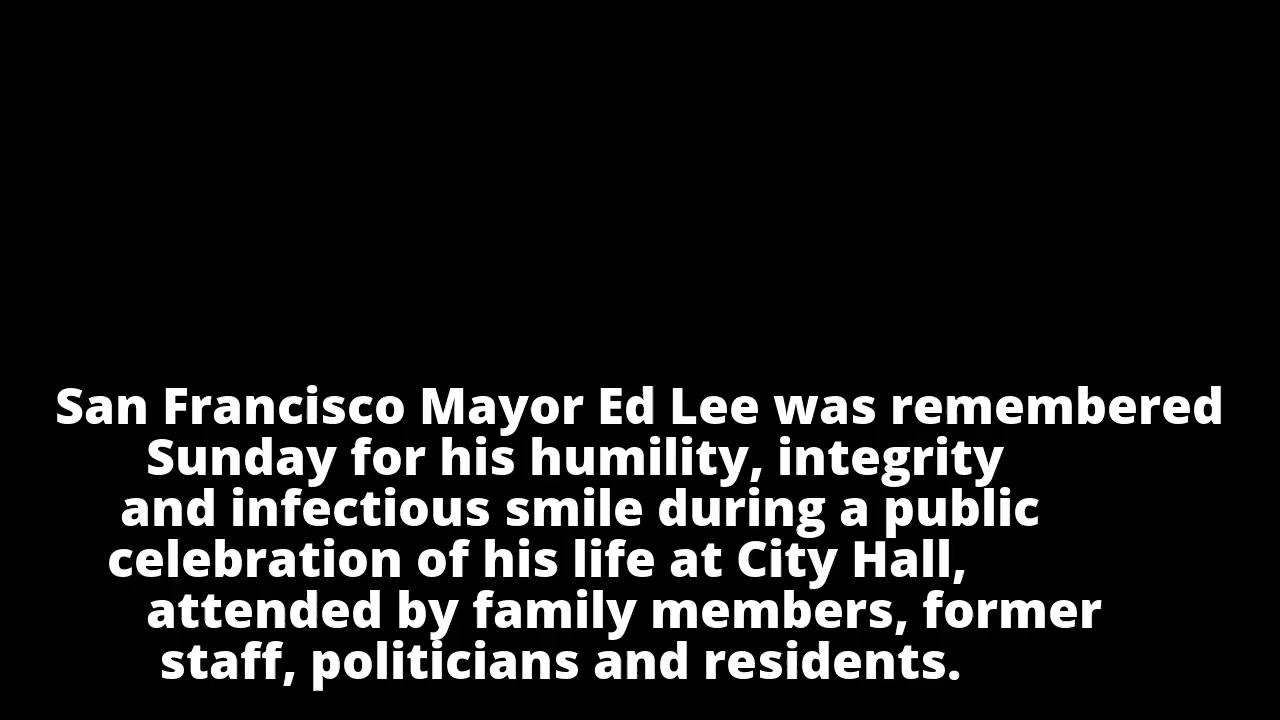 San Francisco Mayor Ed Lee was remembered
Sunday for his humility, integrity
and infectious smile during a public
celebration of his life at City Hall,
attended by family members, former
staff, politicians and residents.